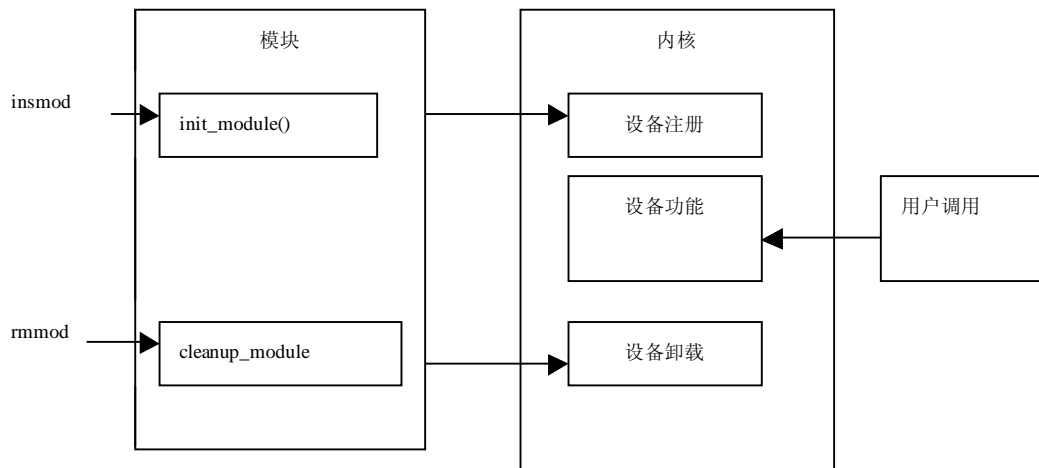 模块
内核
insmod
init_module()
设备注册
设备功能
用户调用
rmmod
cleanup_module
设备卸载